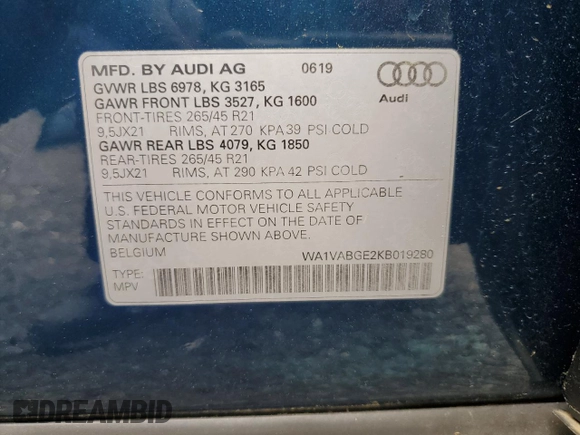 MFD. BY AUDI AG 0619
GVWR LBS 6978, KG 3165
GAWR FRONT LBS 3527, KG 1600
FRONT-TIRES 265/45 R21
9,5JX21 RIMS, AT 270 KPA 39 PSI COLD
GAWR REAR LBS 4079, KG 1850
REAR-TIRES 265/45 R21
9,5JX21 RIMS, AT 290 KPA 42 PSI COLD
Audi
THIS VEHICLE CONFORMS TO ALL APPLICABLE
U.S. FEDERAL MOTOR VEHICLE SAFETY
STANDARDS IN EFFECT ON THE DATE OF
MANUFACTURE SHOWN ABOVE.
BELGIUM WA1VABGE2KB019280
TYPE:
MPV
DREAMBID